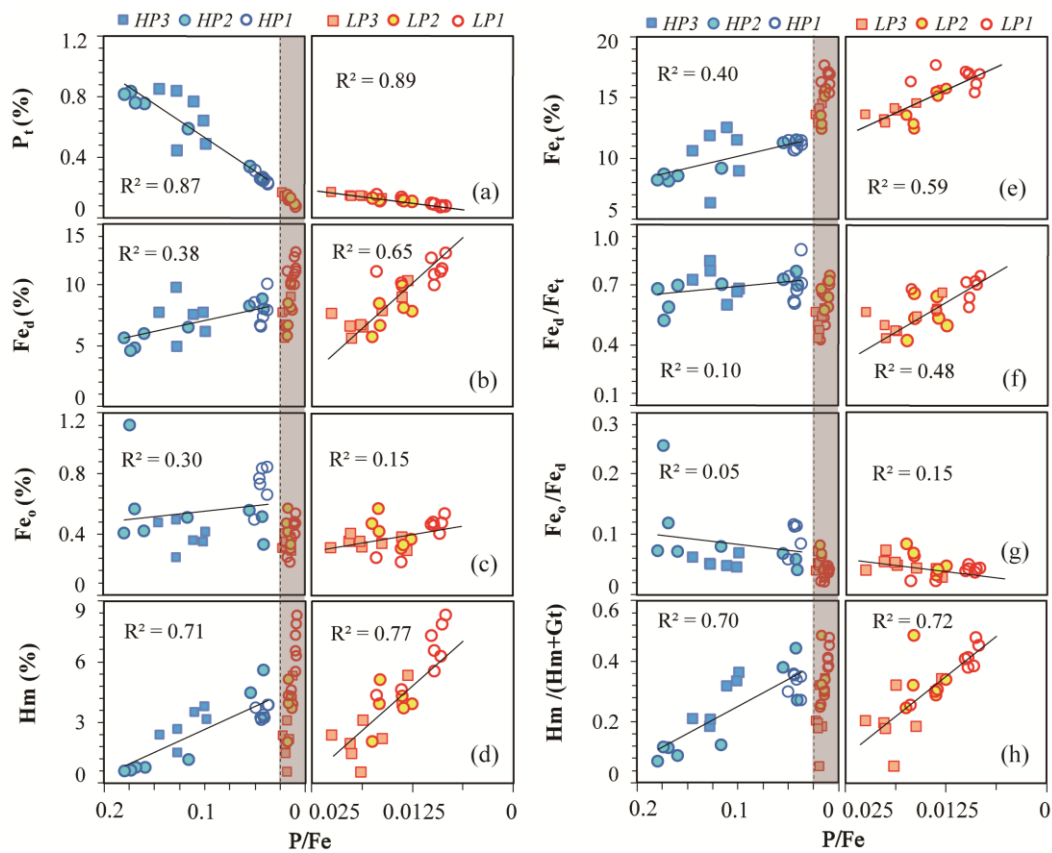 HP3 HP2 HP1 LP3 LP2 LP1
1.2
0.8
0.4
0
Pt (%)
R² = 0.87
R² = 0.89
(a)
15
10
5
0
Fed (%)
R² = 0.38
R² = 0.65
(b)
1.2
0.8
0.4
0
Feo (%)
R² = 0.30
R² = 0.15
(c)
9
6
3
0
Hm (%)
R² = 0.71
R² = 0.77
(d)
0.2 0.1 0.025 0.0125 0
P/Fe
HP3 HP2 HP1 LP3 LP2 LP1
20
15
10
5
Fet (%)
R² = 0.40
R² = 0.59
(e)
1.0
0.7
0.4
0.1
Fed/Fet
R² = 0.10
R² = 0.48
(f)
0.3
0.2
0.1
0
Feo/Fed
R² = 0.05
R² = 0.15
(g)
0.6
0.4
0.2
0
Hm /(Hm+Gt)
R² = 0.70
R² = 0.72
(h)
0.2 0.1 0.025 0.0125 0
P/Fe